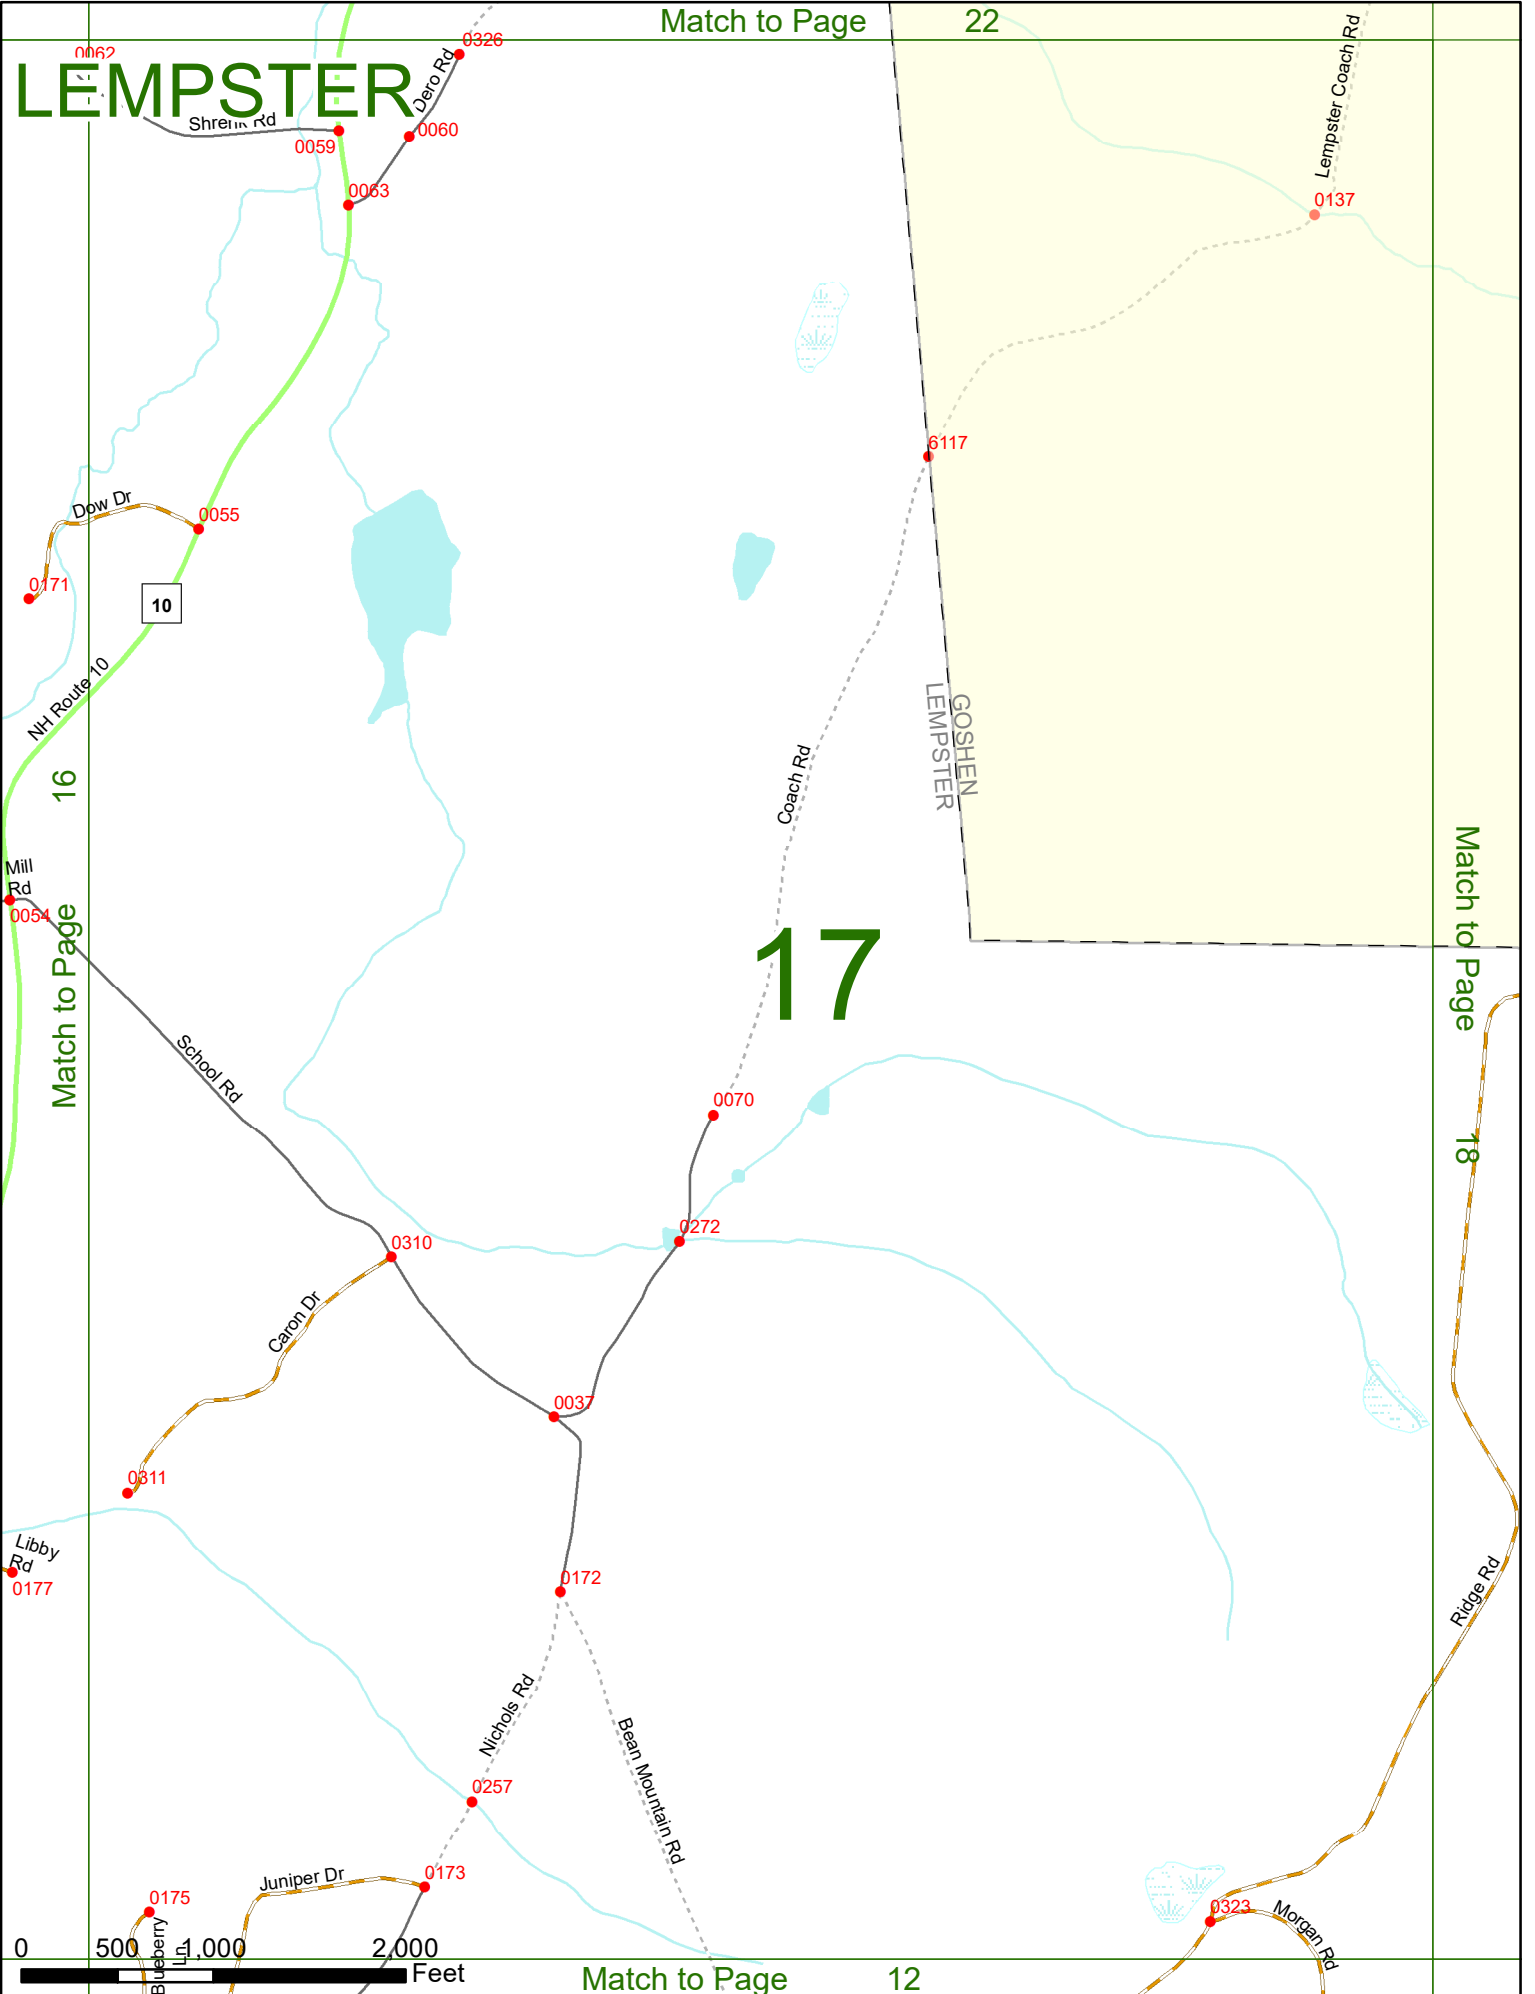 Match to Page 22
0062
0326
LEMPSTER
Dero Rd
Shrenk Rd
0059
0060
0063
Lempster Coach Rd
0137
6117
Dow Dr
0055
0171
10
NH Route 10
GOSHEN
LEMPSTER
Coach Rd
Match to Page 16
Mill
Rd
0054
17
Match to Page 18
School Rd
0070
0272
0310
Caron Dr
0037
0311
Libby
Rd
0177
0172
Ridge Rd
Nichols Rd
Bean Mountain Rd
0257
Juniper Dr
0173
0175
0323
Morgan Rd
Blueberry
Ln
0 500 1,000 2,000
Feet
Match to Page 12